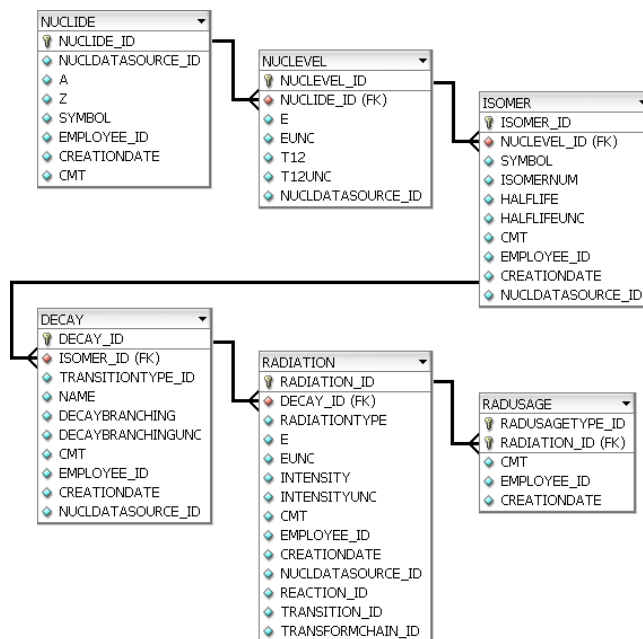 NUCLIDE
NUCLIDE_ID
NUCLDATASOURCE_ID
A
Z
SYMBOL
EMPLOYEE_ID
CREATIONDATE
CMT
NUCLEVEL
NUCLEVEL_ID
NUCLIDE_ID (FK)
E
EUNC
T12
T12UNC
NUCLDATASOURCE_ID
ISOMER
ISOMER_ID
NUCLEVEL_ID (FK)
SYMBOL
ISOMERNUM
HALFLIFE
HALFLIFEUNC
CMT
EMPLOYEE_ID
CREATIONDATE
NUCLDATASOURCE_ID
DECAY
DECAY_ID
ISOMER_ID (FK)
TRANSITIONTYPE_ID
NAME
DECAYBRANCHING
DECAYBRANCHINGUNC
CMT
EMPLOYEE_ID
CREATIONDATE
NUCLDATASOURCE_ID
RADIATION
RADIATION_ID
DECAY_ID (FK)
RADIATIONTYPE
E
EUNC
INTENSITY
INTENSITYUNC
CMT
EMPLOYEE_ID
CREATIONDATE
NUCLDATASOURCE_ID
REACTION_ID
TRANSITION_ID
TRANSFORMCHAIN_ID
RADUSAGE
RADUSAGETYPE_ID
RADIATION_ID (FK)
CMT
EMPLOYEE_ID
CREATIONDATE